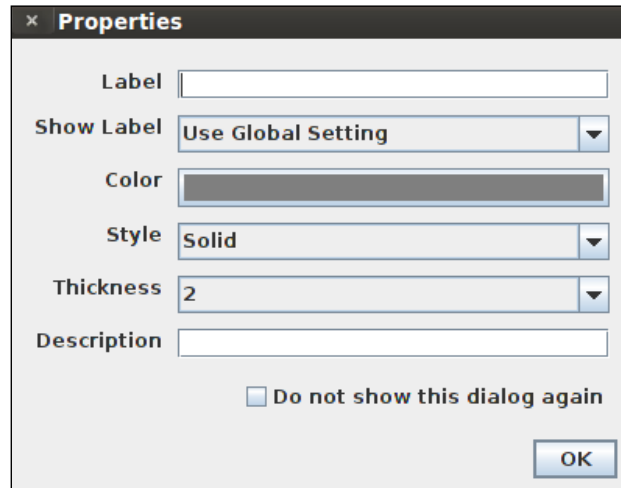 × Properties
Label
Show Label Use Global Setting
Color
Style Solid
Thickness 2
Description
Do not show this dialog again
OK